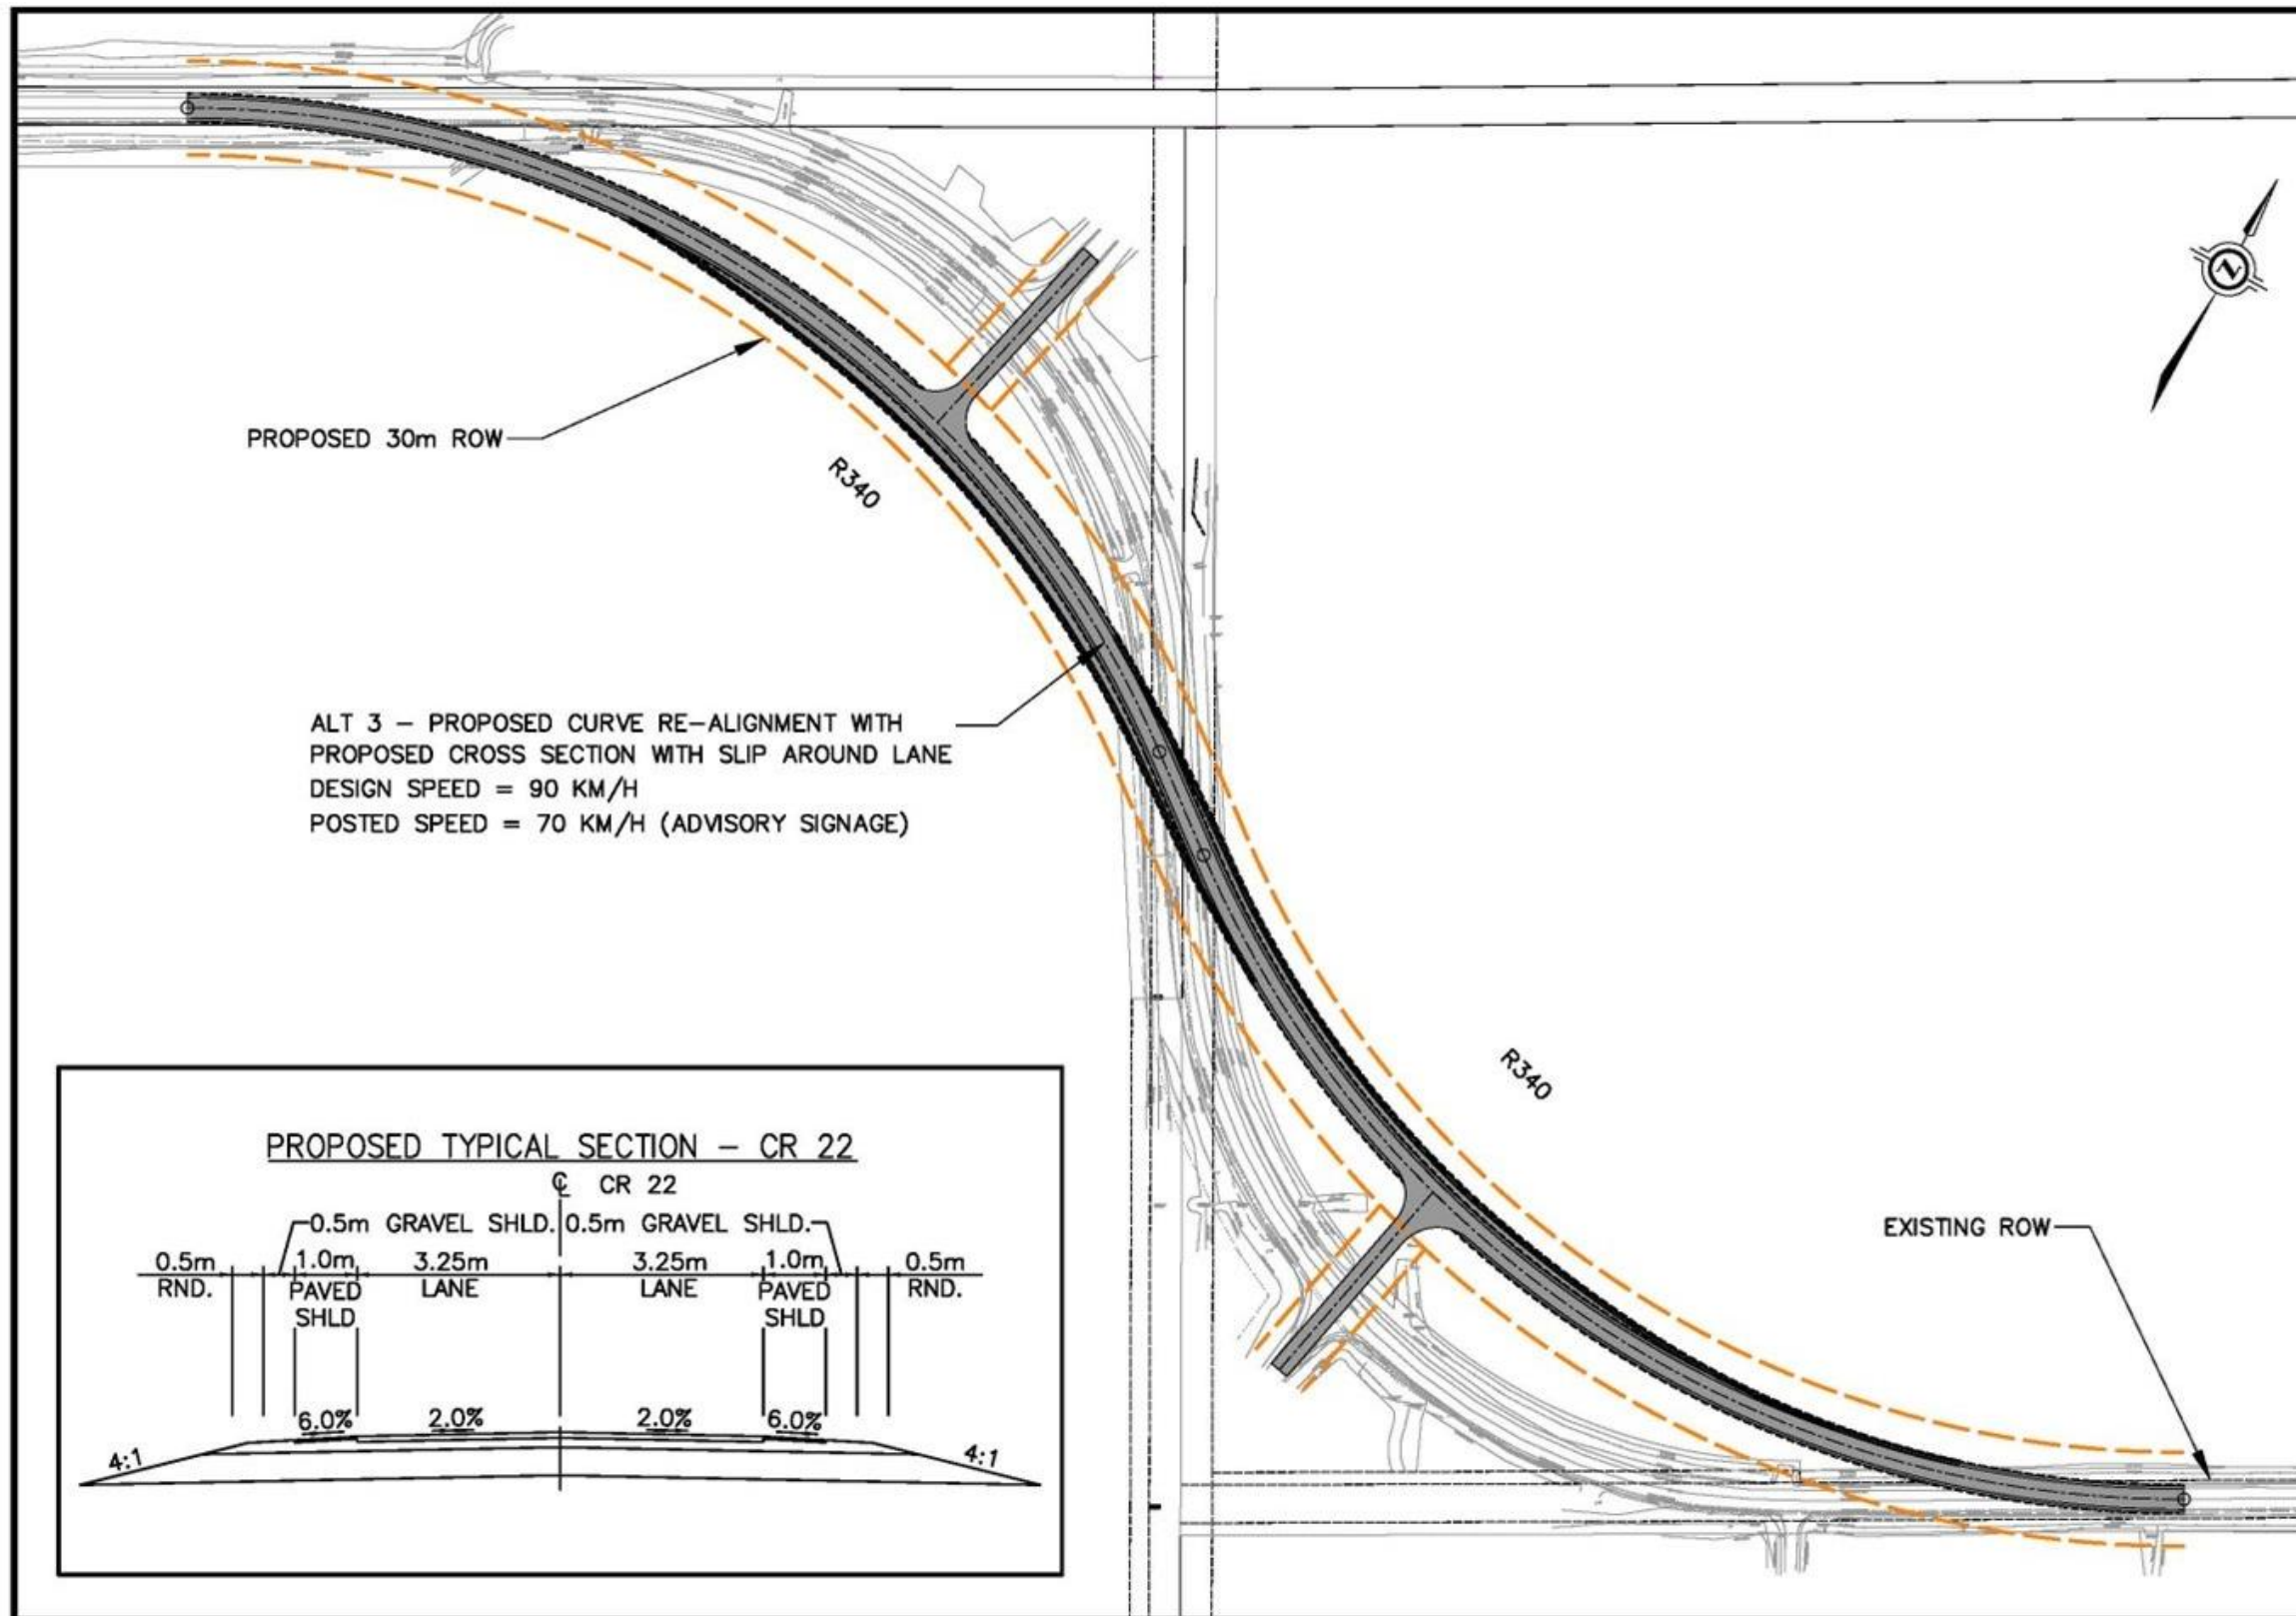 N
PROPOSED 30m ROW
R340
ALT 3 – PROPOSED CURVE RE–ALIGNMENT WITH
PROPOSED CROSS SECTION WITH SLIP AROUND LANE
DESIGN SPEED = 90 KM/H
POSTED SPEED = 70 KM/H (ADVISORY SIGNAGE)
R340
EXISTING ROW
PROPOSED TYPICAL SECTION – CR 22
℄ CR 22
0.5m GRAVEL SHLD. 0.5m GRAVEL SHLD.
0.5m 1.0m 3.25m 3.25m 1.0m 0.5m
RND. PAVED LANE LANE PAVED RND.
SHLD SHLD
6.0% 2.0% 2.0% 6.0%
4:1 4:1